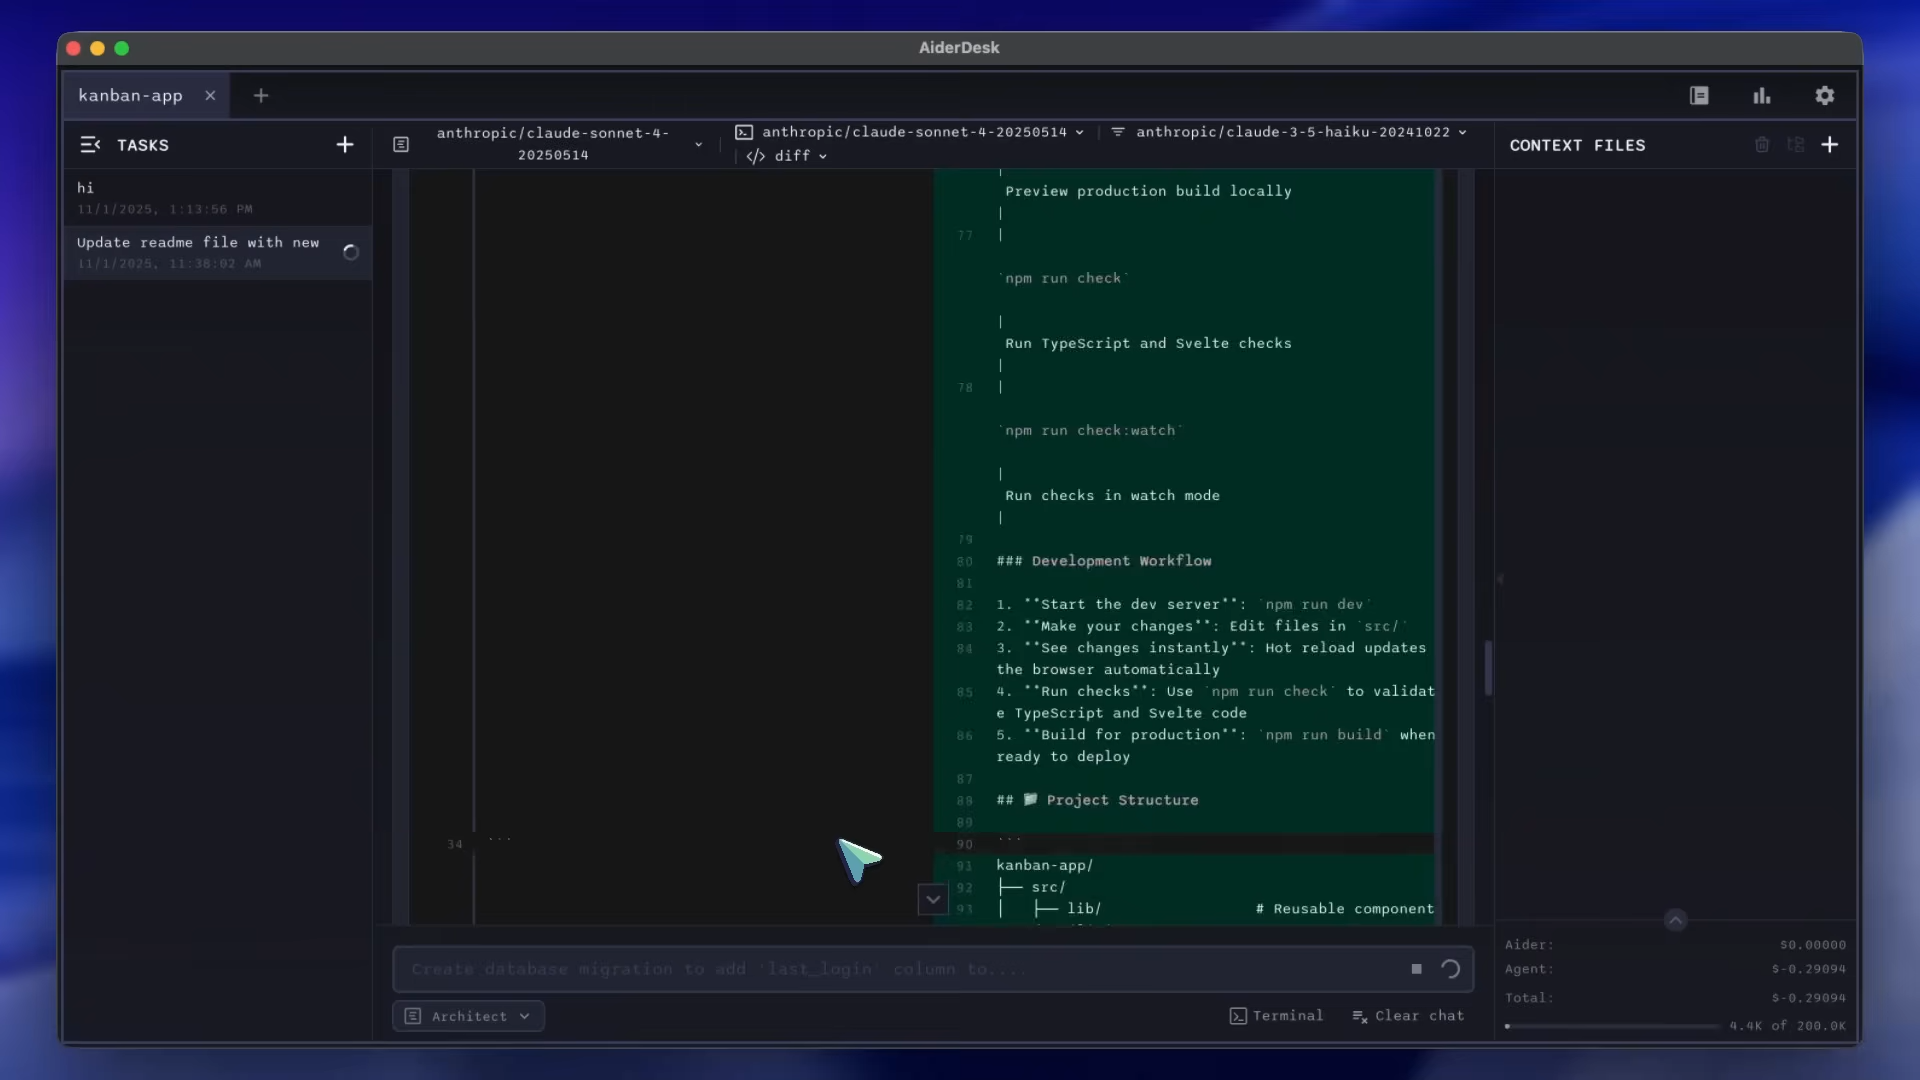 AiderDesk
kanban-app
TASKS
hi
11/1/2025, 1:13:56 PM
Update readme file with new
11/1/2025, 11:38:02 AM
anthropic/claude-sonnet-4-
20250514
anthropic/claude-sonnet-4-20250514
anthropic/claude-3-5-haiku-20241022
</> diff
CONTEXT FILES
|
Preview production build locally
|
77 |
`npm run check`
|
Run TypeScript and Svelte checks
|
78 |
`npm run check:watch`
|
Run checks in watch mode
|
79
80 ### Development Workflow
81
82 1. **Start the dev server**: `npm run dev`
83 2. **Make your changes**: Edit files in `src/`
84 3. **See changes instantly**: Hot reload updates
the browser automatically
85 4. **Run checks**: Use `npm run check` to validat
e TypeScript and Svelte code
86 5. **Build for production**: `npm run build` when
ready to deploy
87
88 ## 📁 Project Structure
89
34 ``` 90 ```
91 kanban-app/
92 ├── src/
93 │   ├── lib/ # Reusable component
Create database migration to add 'last_login' column to....
Architect
Terminal
Clear chat
Aider: $0.00000
Agent: $-0.29094
Total: $-0.29094
4.4K of 200.0K